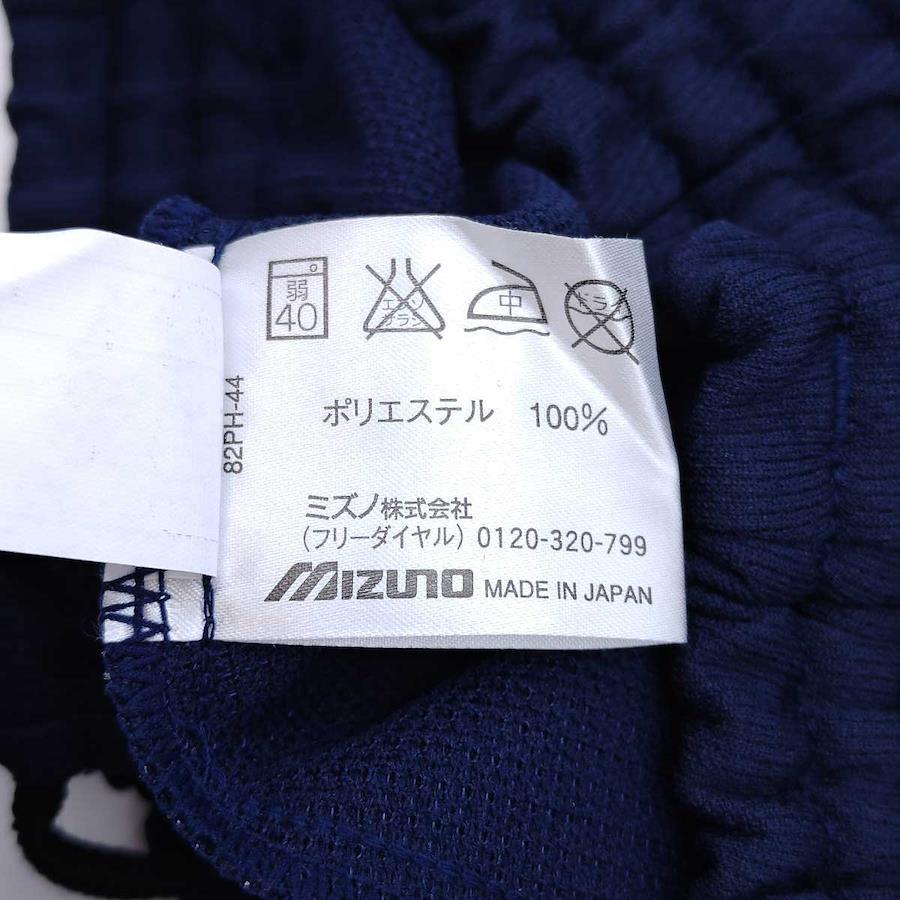 弱
40
エンソ
サラシ
中
ドライ
82PH-44
ポリエステル 100%
ミズノ株式会社
(フリーダイヤル) 0120-320-799
MIZUNO MADE IN JAPAN